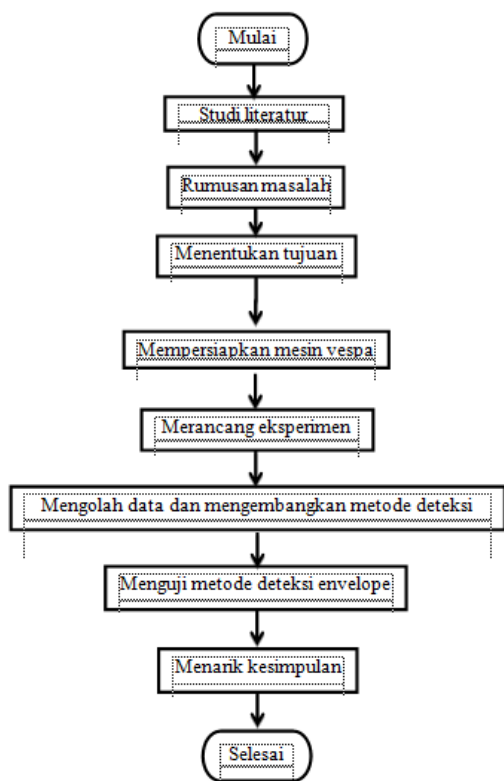 Mulai
Studi literatur
Rumusan masalah
Menentukan tujuan
Mempersiapkan mesin vespa
Merancang eksperimen
Mengolah data dan mengembangkan metode deteksi
Menguji metode deteksi envelope
Menarik kesimpulan
Selesai